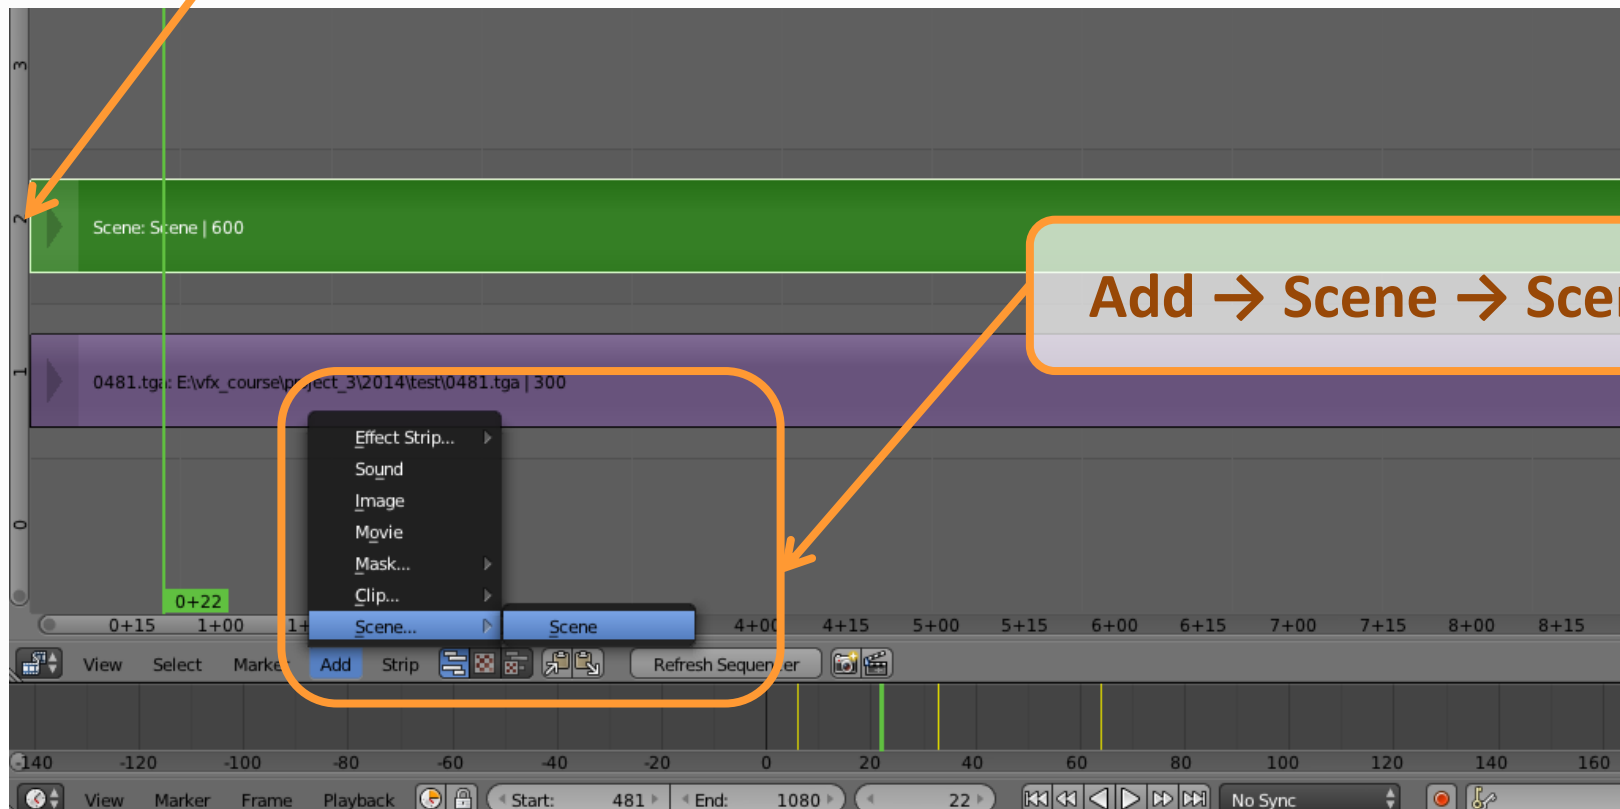 3
2
Scene: Scene | 600
Add → Scene → Scen
1
0481.tga: E:\vfx_course\project_3\2014\test\0481.tga | 300
Effect Strip...
Sound
Image
Movie
Mask...
Clip...
Scene...
Scene
0
0+22
0+15 1+00 1+ 4+00 4+15 5+00 5+15 6+00 6+15 7+00 7+15 8+00 8+15
View Select Marker Add Strip Refresh Sequencer
-140 -120 -100 -80 -60 -40 -20 0 20 40 60 80 100 120 140 160
View Marker Frame Playback Start: 481 End: 1080 22 No Sync